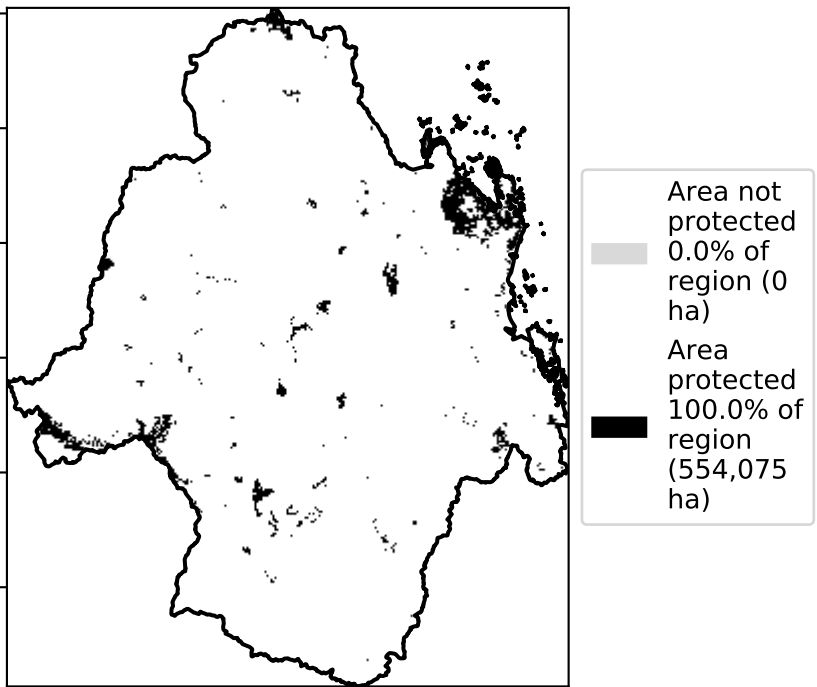 Area not
protected
0.0% of
region (0
ha)
Area
protected
100.0% of
region
(554,075
ha)